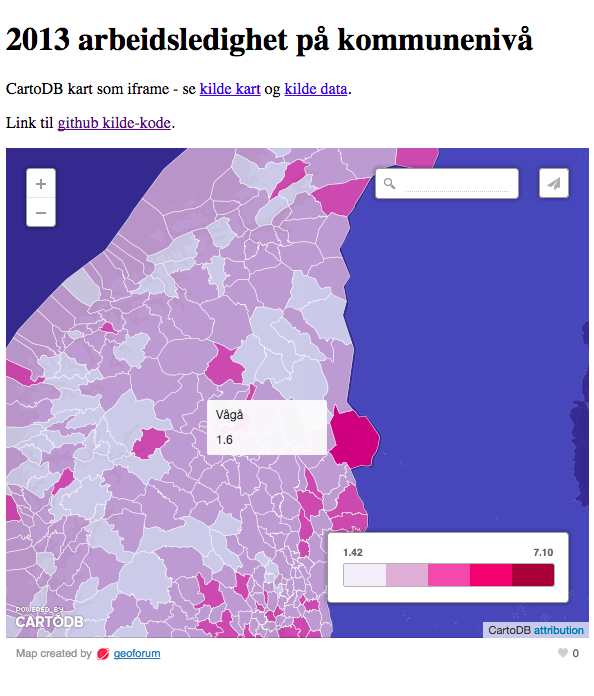 2013 arbeidsledighet på kommunenivå
CartoDB kart som iframe - se kilde kart og kilde data.
Link til github kilde-kode.
+
−
Vågå
1.6
1.42 7.10
POWERED BY
CARTODB
CartoDB attribution
Map created by geoforum
0